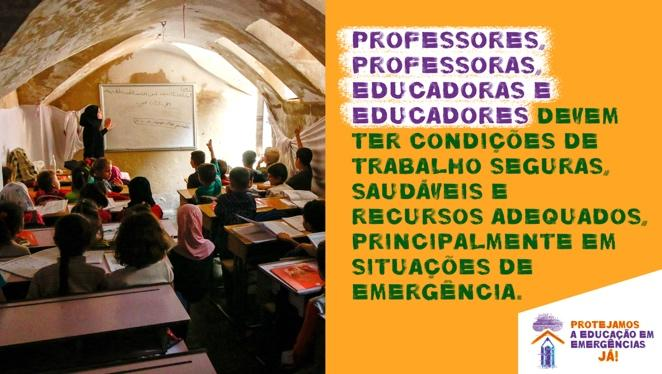 PROFESSORES,
PROFESSORAS,
EDUCADORAS E
EDUCADORES DEVEM
TER CONDIÇÕES DE
TRABALHO SEGURAS,
SAUDÁVEIS E
RECURSOS ADEQUADOS,
PRINCIPALMENTE EM
SITUAÇÕES DE
EMERGÊNCIA.
PROTEJAMOS
A EDUCAÇÃO EM
EMERGÊNCIAS
JÁ!